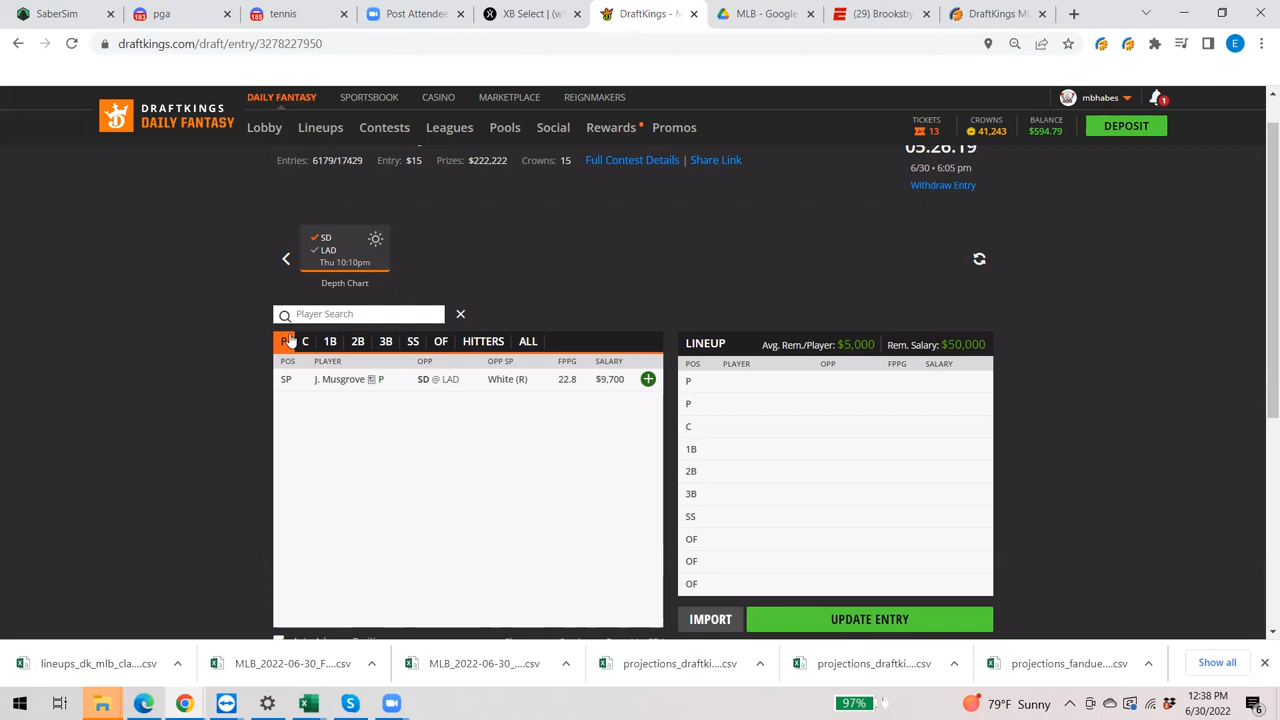 SaberSim
pga
tennis
Post Attendee
XB Select | (w
DraftKings - M
MLB - Google
(29) Brooksby
DraftKings MU
draftkings.com/draft/entry/3278227950
DRAFTKINGS
DAILY FANTASY
DAILY FANTASY SPORTSBOOK CASINO MARKETPLACE REIGNMAKERS
mbhabes
1
Lobby Lineups Contests Leagues Pools Social Rewards Promos
TICKETS
13
CROWNS
41,243
BALANCE
$594.79
DEPOSIT
Entries: 6179/17429 Entry: $15 Prizes: $222,222 Crowns: 15 Full Contest Details | Share Link
05:26:19
6/30 • 6:05 pm
Withdraw Entry
SD
LAD
Thu 10:10pm
Depth Chart
Player Search
P C 1B 2B 3B SS OF HITTERS ALL
POS PLAYER OPP OPP SP FPPG SALARY
SP J. Musgrove P SD @ LAD White (R) 22.8 $9,700
LINEUP Avg. Rem./Player: $5,000 Rem. Salary: $50,000
POS PLAYER OPP FPPG SALARY
P
P
C
1B
2B
3B
SS
OF
OF
OF
IMPORT UPDATE ENTRY
lineups_dk_mlb_cla....csv
MLB_2022-06-30_F....csv
MLB_2022-06-30_....csv
projections_draftki....csv
projections_draftki....csv
projections_fandue....csv
Show all
97%
79°F Sunny
12:38 PM
6/30/2022
6